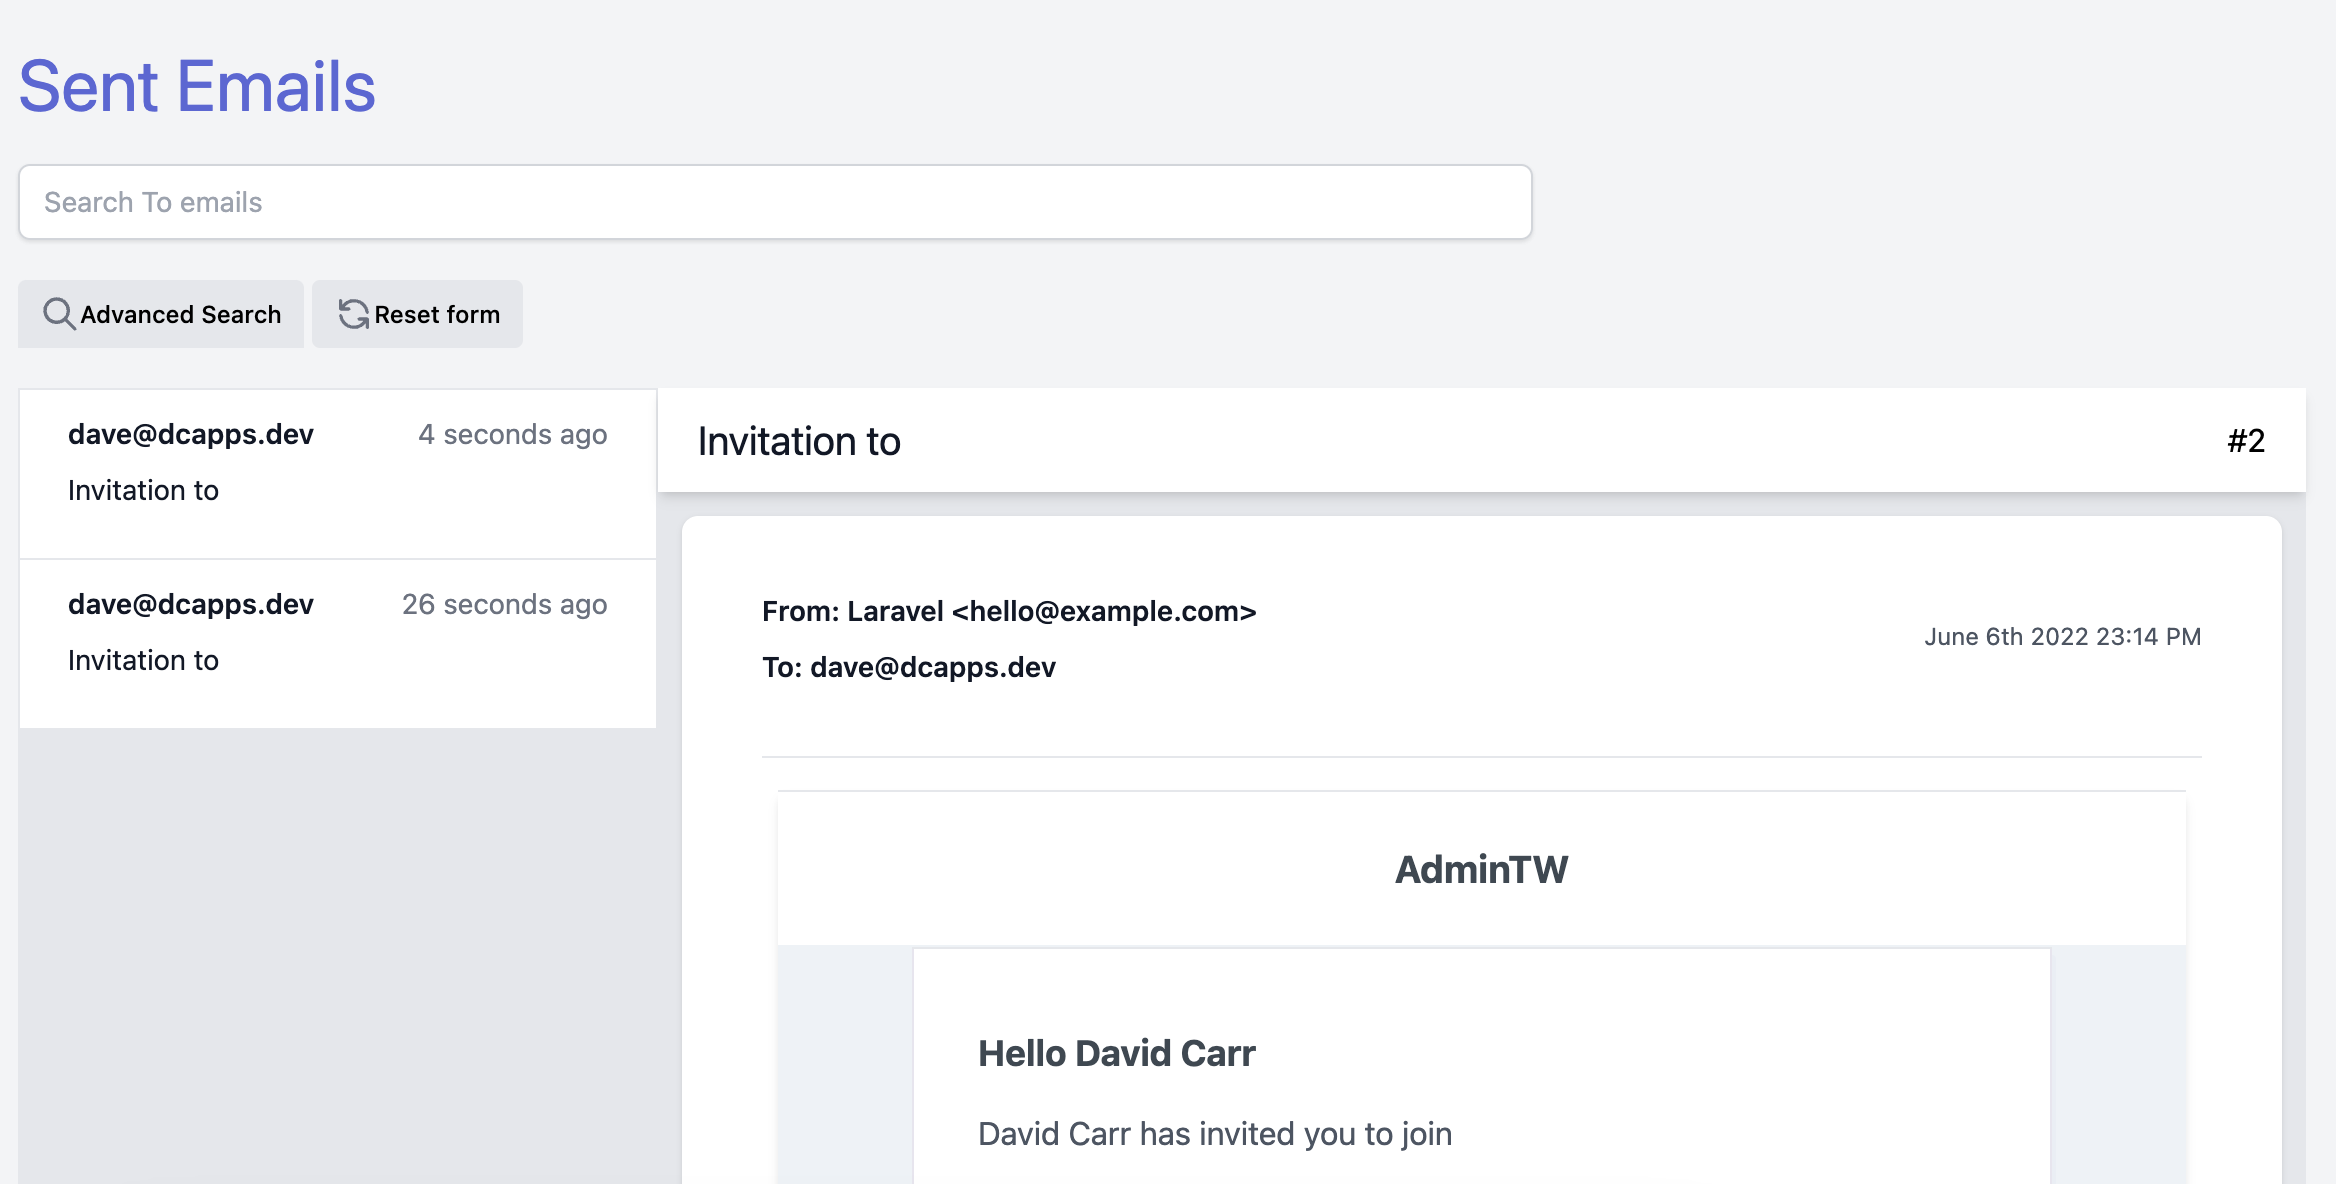 Sent Emails
Search To emails
Advanced Search
Reset form
dave@dcapps.dev 4 seconds ago
Invitation to
dave@dcapps.dev 26 seconds ago
Invitation to
Invitation to #2
From: Laravel <hello@example.com>
To: dave@dcapps.dev
June 6th 2022 23:14 PM
AdminTW
Hello David Carr
David Carr has invited you to join